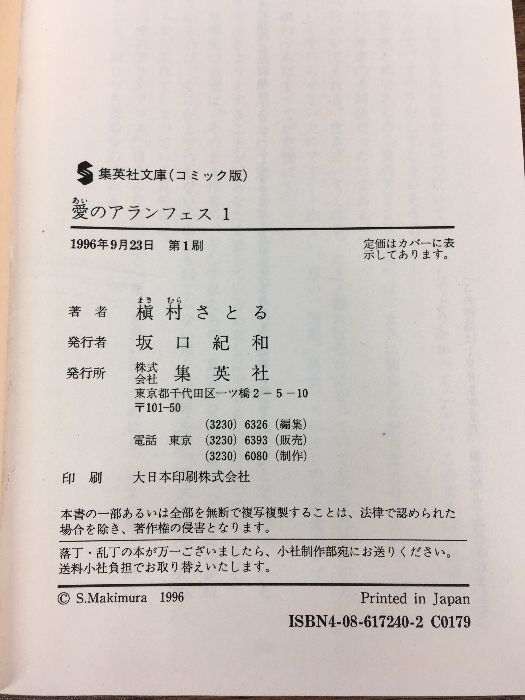 集英社文庫(コミック版)
あい
愛のアランフェス 1
1996年9月23日 第1刷
定価はカバーに表
示してあります。
まき むら
著者 槇村さとる
発行者 坂口紀和
発行所 株式会社 集英社
東京都千代田区一ツ橋2-5-10
〒101-50
(3230) 6326 (編集)
電話 東京 (3230) 6393 (販売)
(3230) 6080 (制作)
印刷 大日本印刷株式会社
本書の一部あるいは全部を無断で複写複製することは、法律で認められた
場合を除き、著作権の侵害となります。
落丁・乱丁の本が万一ございましたら、小社制作部宛にお送りください。
送料小社負担でお取り替えいたします。
© S.Makimura 1996
Printed in Japan
ISBN4-08-617240-2 C0179